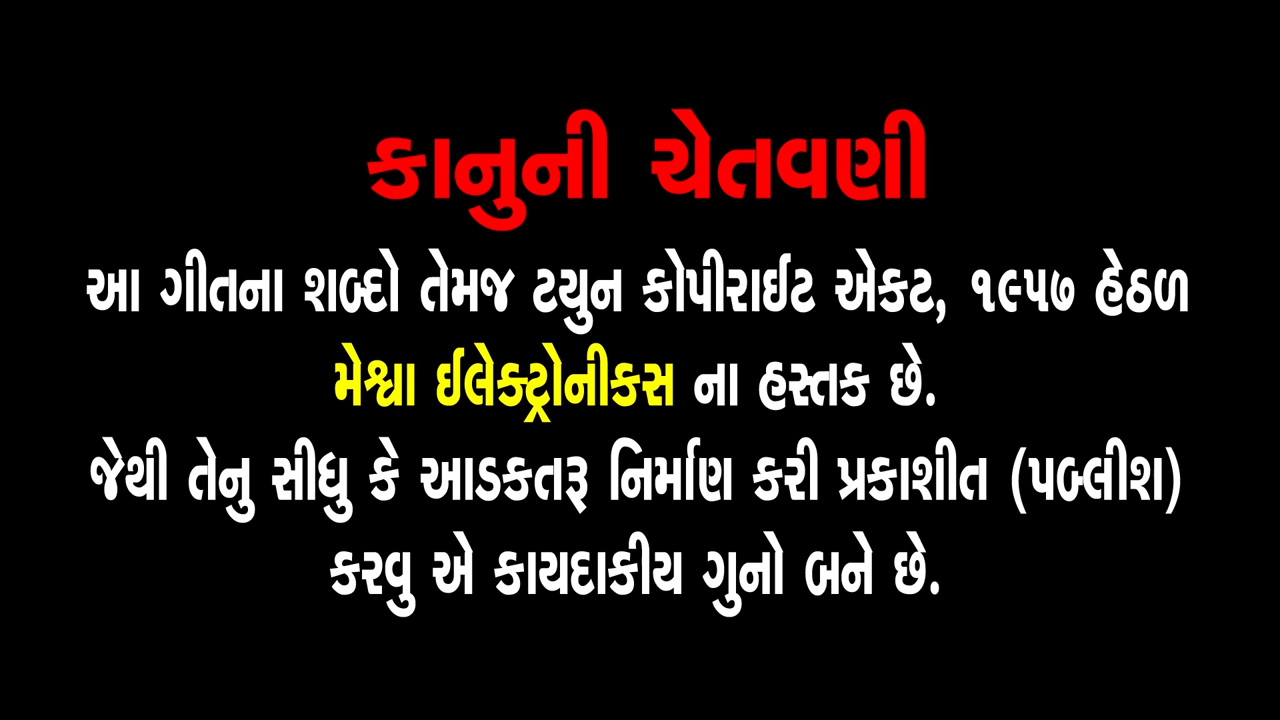 કાનુની ચેતવણી
આ ગીતના શબ્દો તેમજ ટયુન કોપીરાઈટ એકટ, ૧૯૫૭ હેઠળ
મેશ્વા ઈલેક્ટ્રોનીકસ ના હસ્તક છે.
જેથી તેનુ સીધુ કે આડકતરૂ નિર્માણ કરી પ્રકાશીત (પબ્લીશ)
કરવુ એ કાયદાકીય ગુનો બને છે.